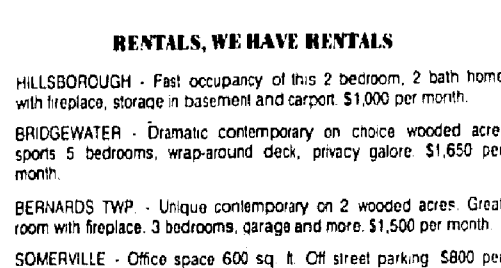 RENTALS, WE HAVE RENTALS
HILLSBOROUGH - Fast occupancy of this 2 bedroom, 2 bath home
with fireplace, storage in basement and carport. $1,000 per month.
BRIDGEWATER - Dramatic contemporary on choice wooded acre
sports 5 bedrooms, wrap-around deck, privacy galore. $1,650 per
month.
BERNARDS TWP. - Unique contemporary on 2 wooded acres. Great
room with fireplace. 3 bedrooms, garage and more. $1,500 per month
SOMERVILLE - Office space 600 sq. ft. Off street parking $800 per